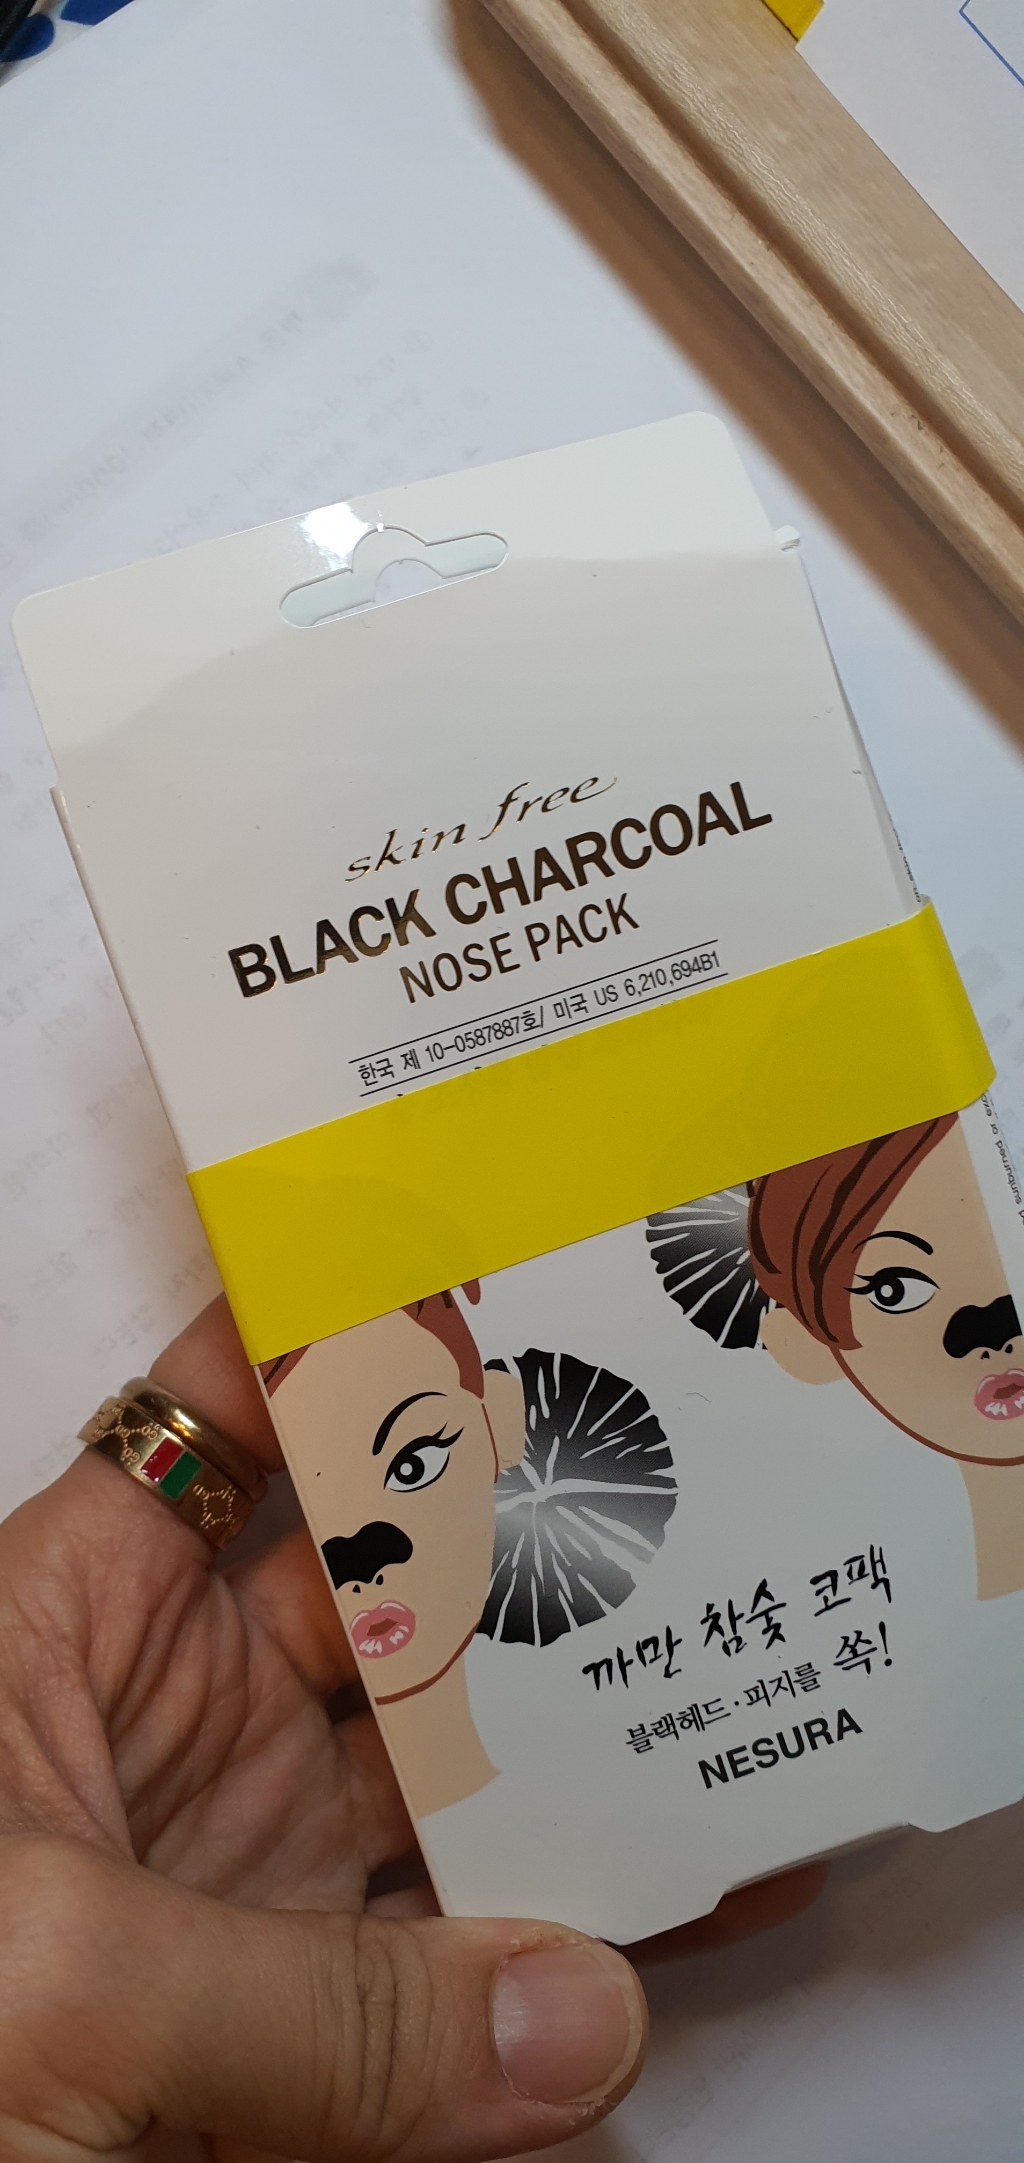 skin free
BLACK CHARCOAL
NOSE PACK
한국 제 10-0587887호/ 미국 US 6,210,694B1
까만 참숯 코팩
블랙헤드·피지를 쏙!
NESURA
sunburned or